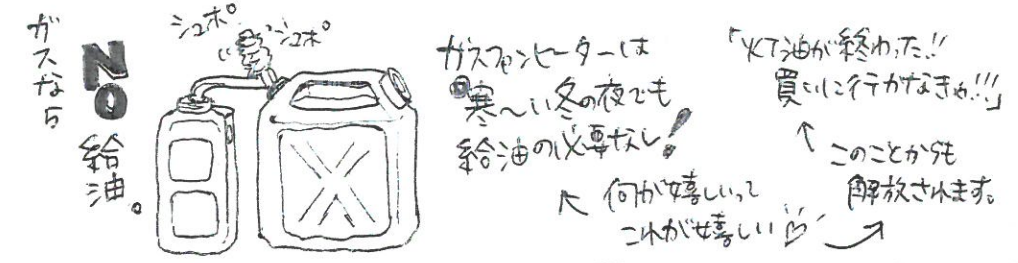 ガスなら
NO給油。
シュポ
シュポ
ガスファンヒーターは
寒〜い冬の夜でも
給油の必要なし!
何が嬉しいって
これが嬉しい♡
「灯油が終わった!!
買いに行かなきゃ!!!」
このことからも
解放されます。